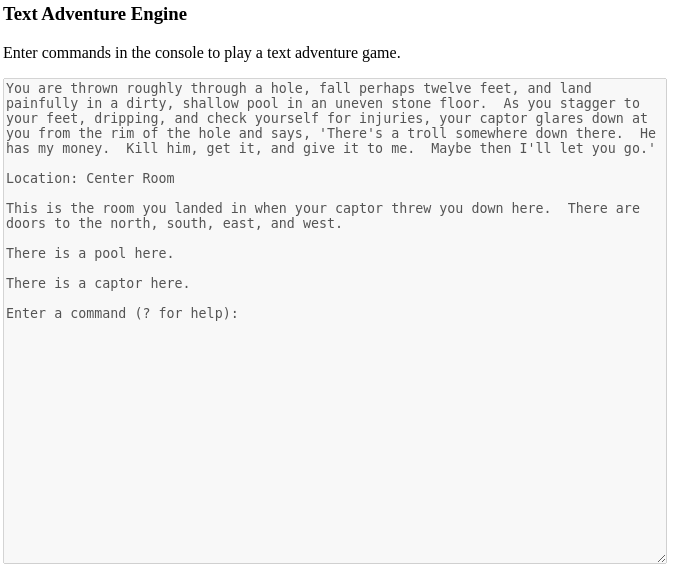 Text Adventure Engine
Enter commands in the console to play a text adventure game.
You are thrown roughly through a hole, fall perhaps twelve feet, and land
painfully in a dirty, shallow pool in an uneven stone floor.  As you stagger to
your feet, dripping, and check yourself for injuries, your captor glares down at
you from the rim of the hole and says, 'There's a troll somewhere down there.  He
has my money.  Kill him, get it, and give it to me.  Maybe then I'll let you go.'
Location: Center Room
This is the room you landed in when your captor threw you down here.  There are
doors to the north, south, east, and west.
There is a pool here.
There is a captor here.
Enter a command (? for help):